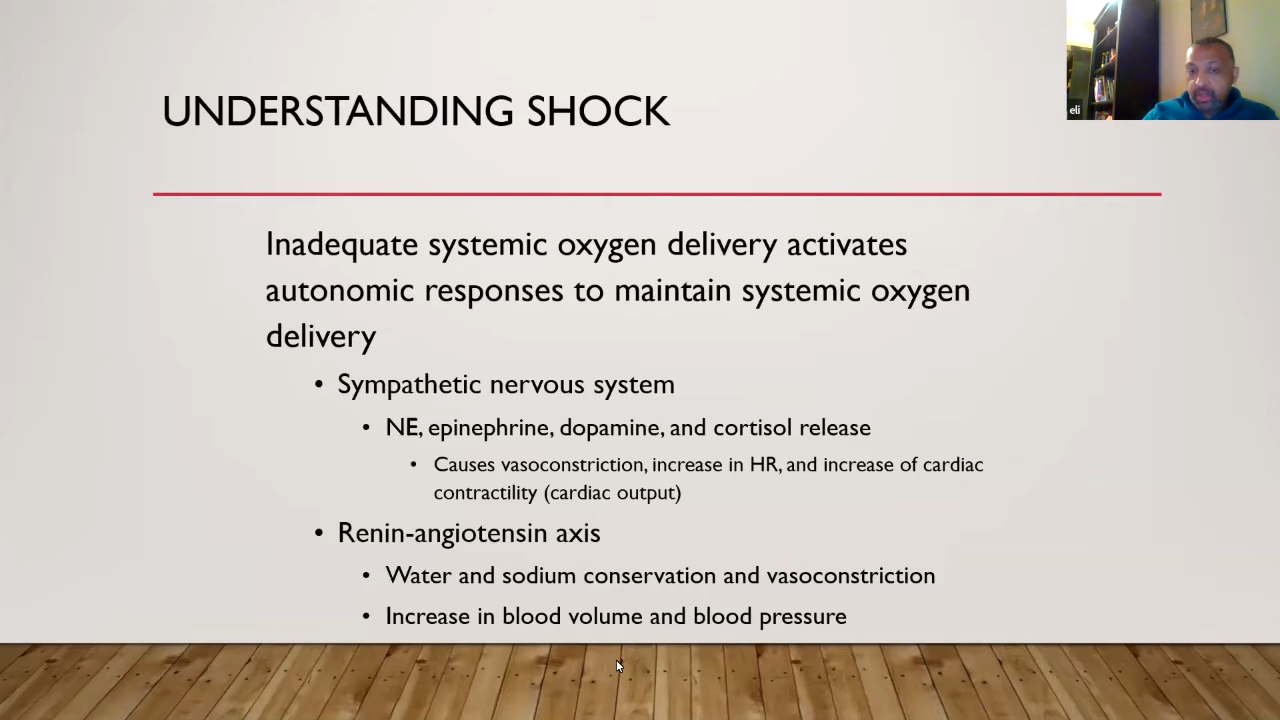 UNDERSTANDING SHOCK
eli
Inadequate systemic oxygen delivery activates
autonomic responses to maintain systemic oxygen
delivery
• Sympathetic nervous system
• NE, epinephrine, dopamine, and cortisol release
• Causes vasoconstriction, increase in HR, and increase of cardiac
contractility (cardiac output)
• Renin-angiotensin axis
• Water and sodium conservation and vasoconstriction
• Increase in blood volume and blood pressure